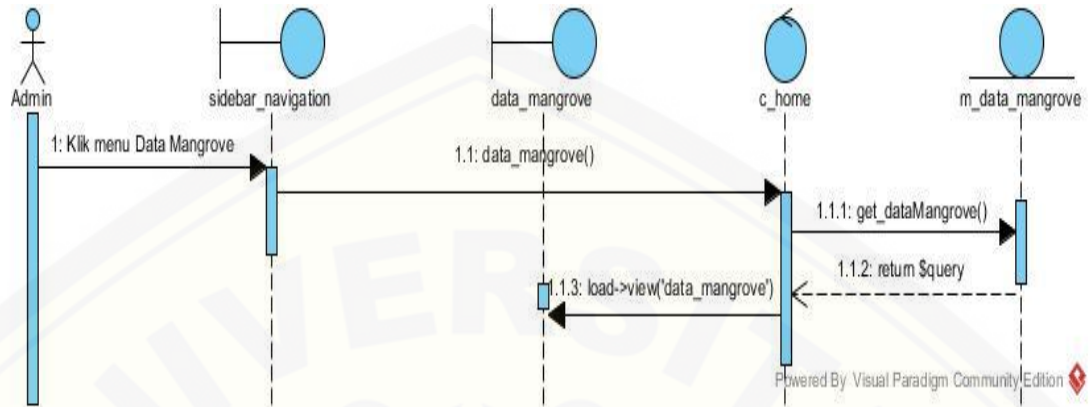 Admin
sidebar_navigation
data_mangrove
c_home
m_data_mangrove
1: Klik menu Data Mangrove
1.1: data_mangrove()
1.1.1: get_dataMangrove()
1.1.2: return $query
1.1.3: load->view('data_mangrove')
Powered By Visual Paradigm Community Edition